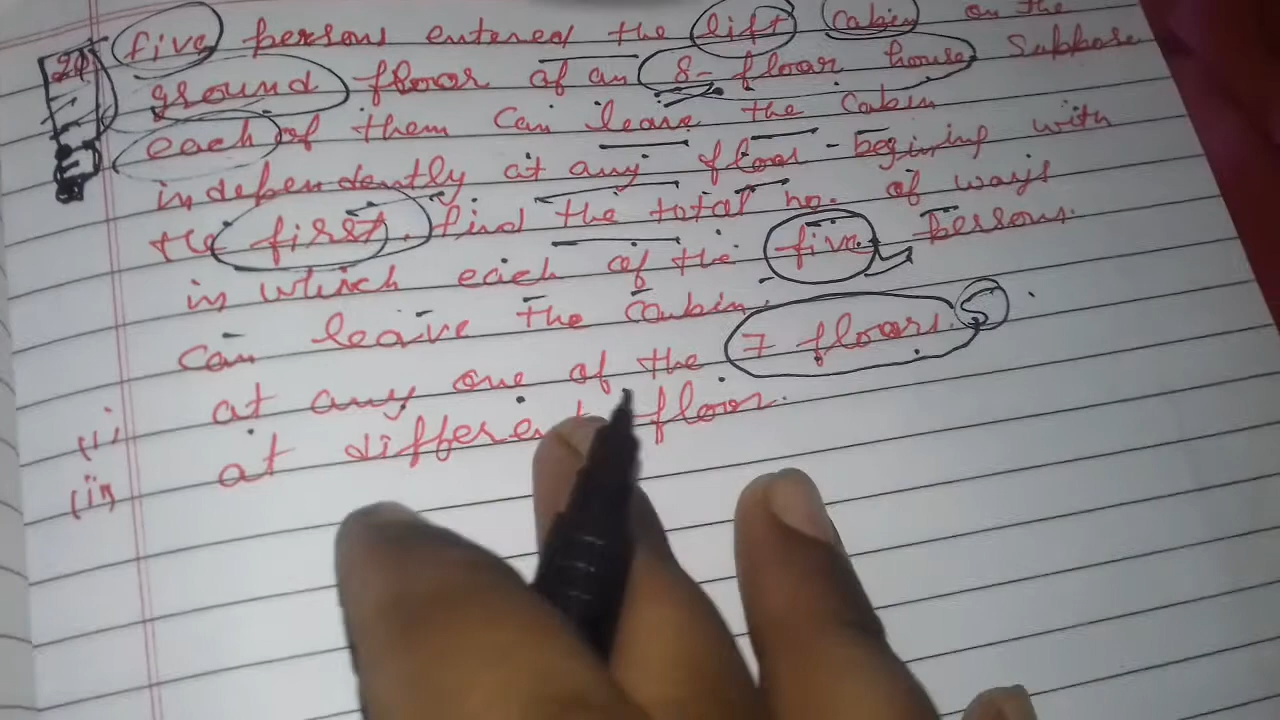 20 five persons entered the lift cabin on the
ground floor of an 8-floor house Suppose
each of them can leave the cabin
independently at any floor - begining with
the first. find the total no. of ways
in which each of the five persons.
can leave the cabin.
(i) at any one of the 7 floors. 5
(ii) at different floor.